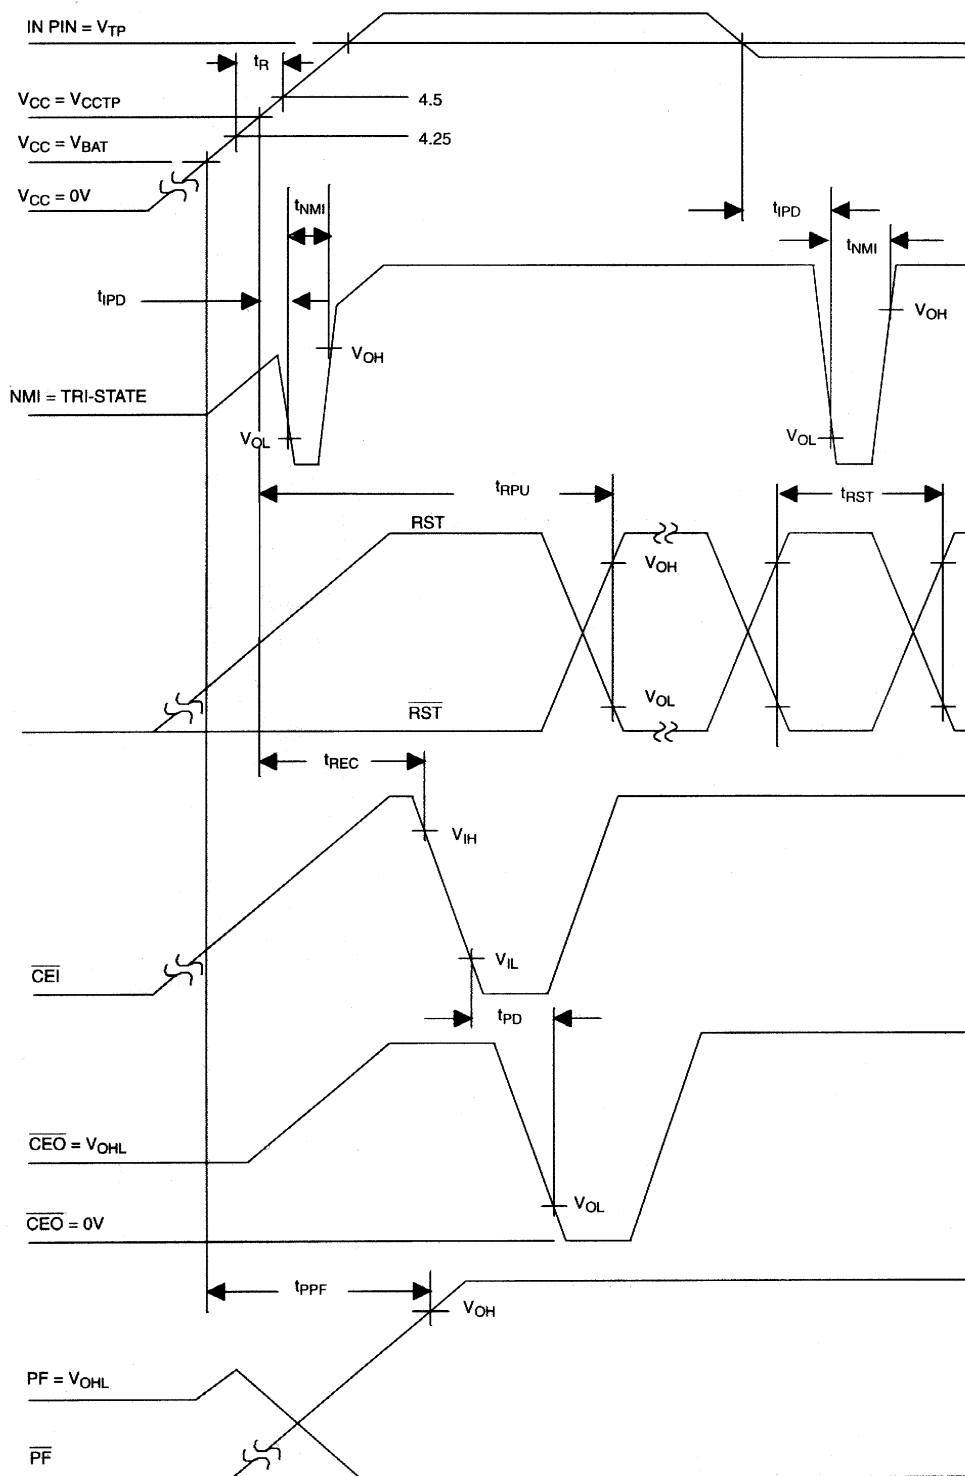 IN PIN = VTP
tR
VCC = VCCTP
4.5
VCC = VBAT
4.25
VCC = 0V
tNMI
tIPD
tNMI
tIPD
VOH
VOH
NMI = TRI-STATE
VOL
VOL
tRPU
tRST
RST
VOH
VOL
RST
tREC
VIH
VIL
CEI
tPD
CEO = VOHL
VOL
CEO = 0V
tPPF
VOH
PF = VOHL
PF